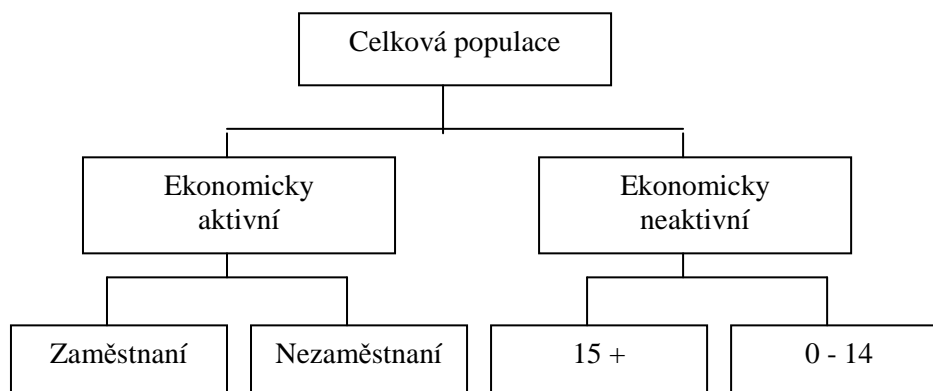 Celková populace
Ekonomicky
aktivní
Ekonomicky
neaktivní
Zaměstnaní
Nezaměstnaní
15 +
0 - 14